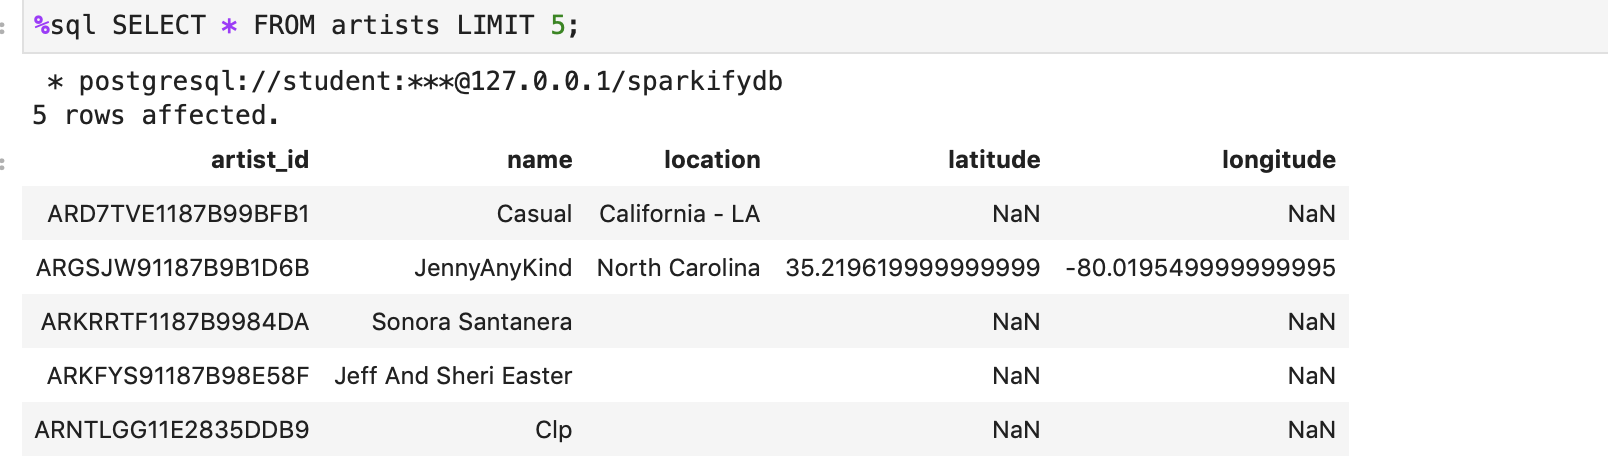 %sql SELECT * FROM artists LIMIT 5;
* postgresql://student:***@127.0.0.1/sparkifydb
5 rows affected.
artist_id name location latitude longitude
ARD7TVE1187B99BFB1 Casual California - LA NaN NaN
ARGSJW91187B9B1D6B JennyAnyKind North Carolina 35.219619999999999 -80.019549999999995
ARKRRTF1187B9984DA Sonora Santanera NaN NaN
ARKFYS91187B98E58F Jeff And Sheri Easter NaN NaN
ARNTLGG11E2835DDB9 Clp NaN NaN